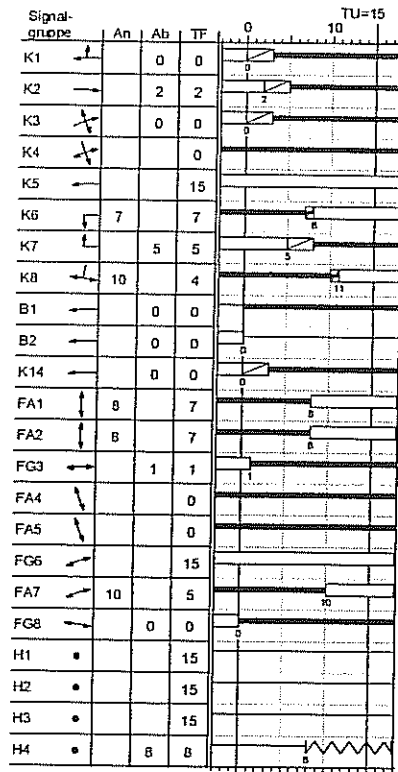 TU=15
Signal-
gruppe An Ab TF 0 10
K1 0 0 0
K2 2 2 2
K3 0 0 0
K4 0
K5 15
K6 7 7 8
K7 5 5 5
K8 10 4 11
B1 0 0
B2 0 0 0
K14 0 0 0
FA1 8 7 8
FA2 8 7 8
FG3 1 1 1
FA4 0
FA5 0
FG6 15
FA7 10 5 10
FG8 0 0 0
H1 15
H2 15
H3 15
H4 8 8 8